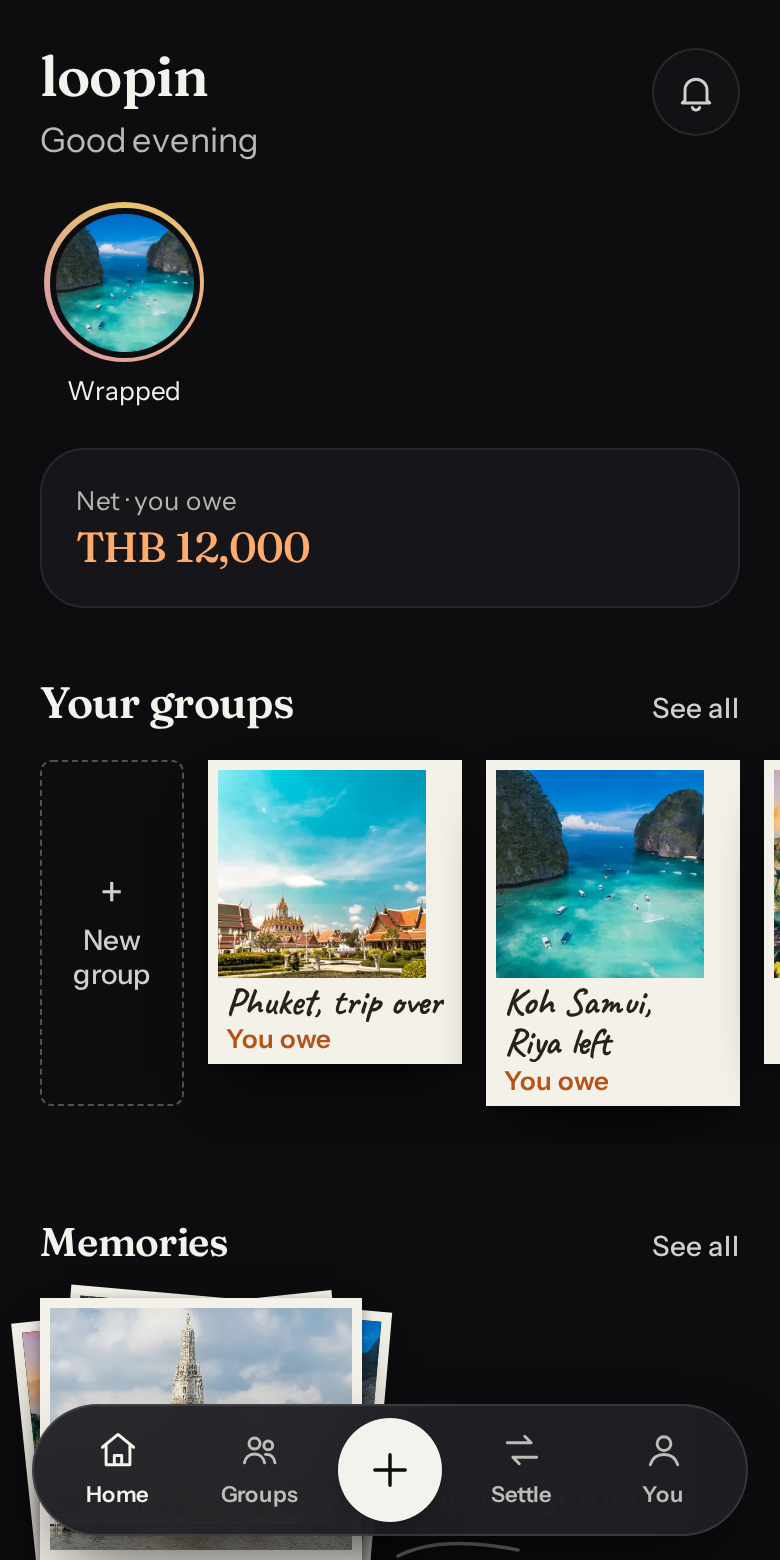 loopin
Good evening
Wrapped
Net · you owe
THB 12,000
Your groups
See all
+
New
group
Phuket, trip over
You owe
Koh Samui,
Riya left
You owe
Memories
See all
Home
Groups
+
Settle
You